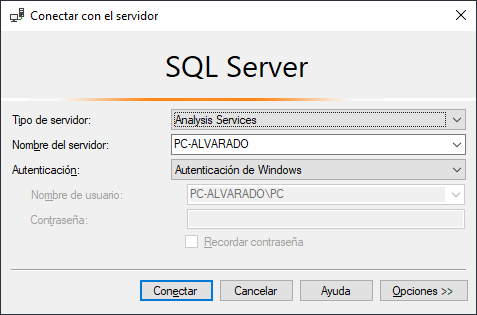 Conectar con el servidor
SQL Server
Tipo de servidor: Analysis Services
Nombre del servidor: PC-ALVARADO
Autenticación: Autenticación de Windows
Nombre de usuario: PC-ALVARADO\PC
Contraseña:
Recordar contraseña
Conectar Cancelar Ayuda Opciones >>